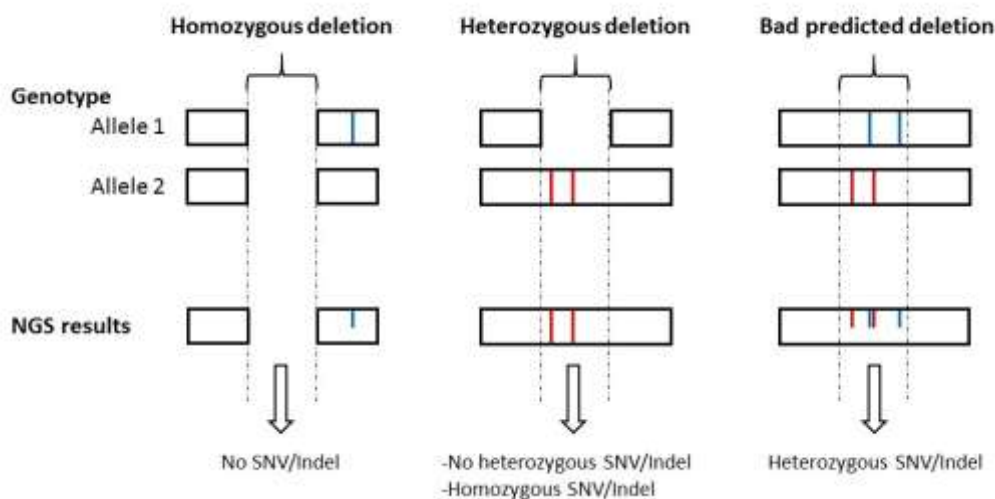 Homozygous deletion Heterozygous deletion Bad predicted deletion
Genotype
Allele 1
Allele 2
NGS results
No SNV/Indel -No heterozygous SNV/Indel Heterozygous SNV/Indel
-Homozygous SNV/Indel